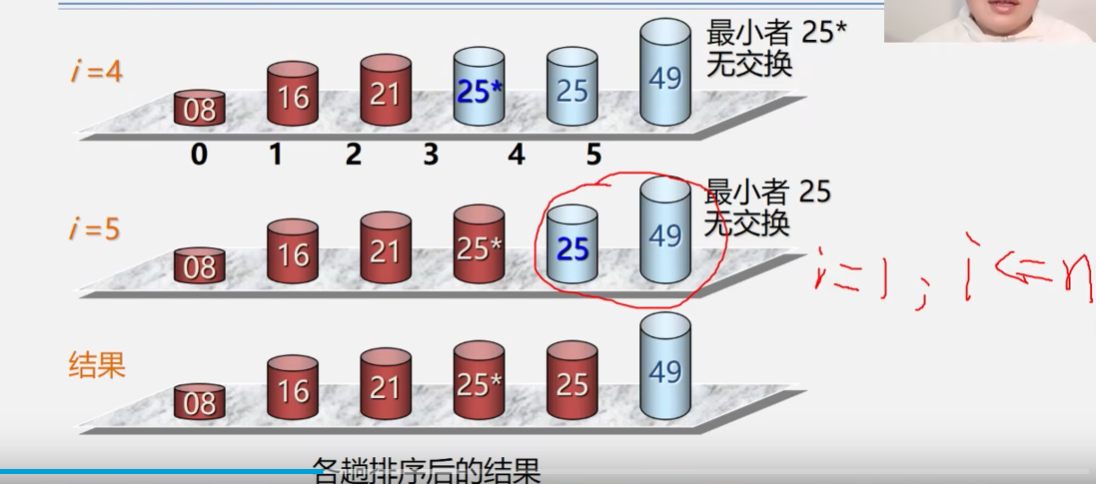 i =4
08 16 21 25* 25 49
最小者 25*
无交换
0 1 2 3 4 5
i =5
08 16 21 25* 25 49
最小者 25
无交换
i=1; i<=n
结果
08 16 21 25* 25 49
各趟排序后的结果